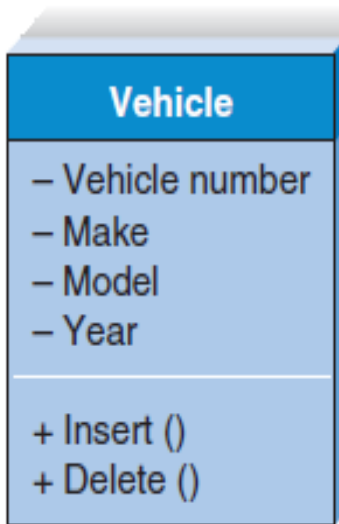 Vehicle
– Vehicle number
– Make
– Model
– Year
+ Insert ()
+ Delete ()